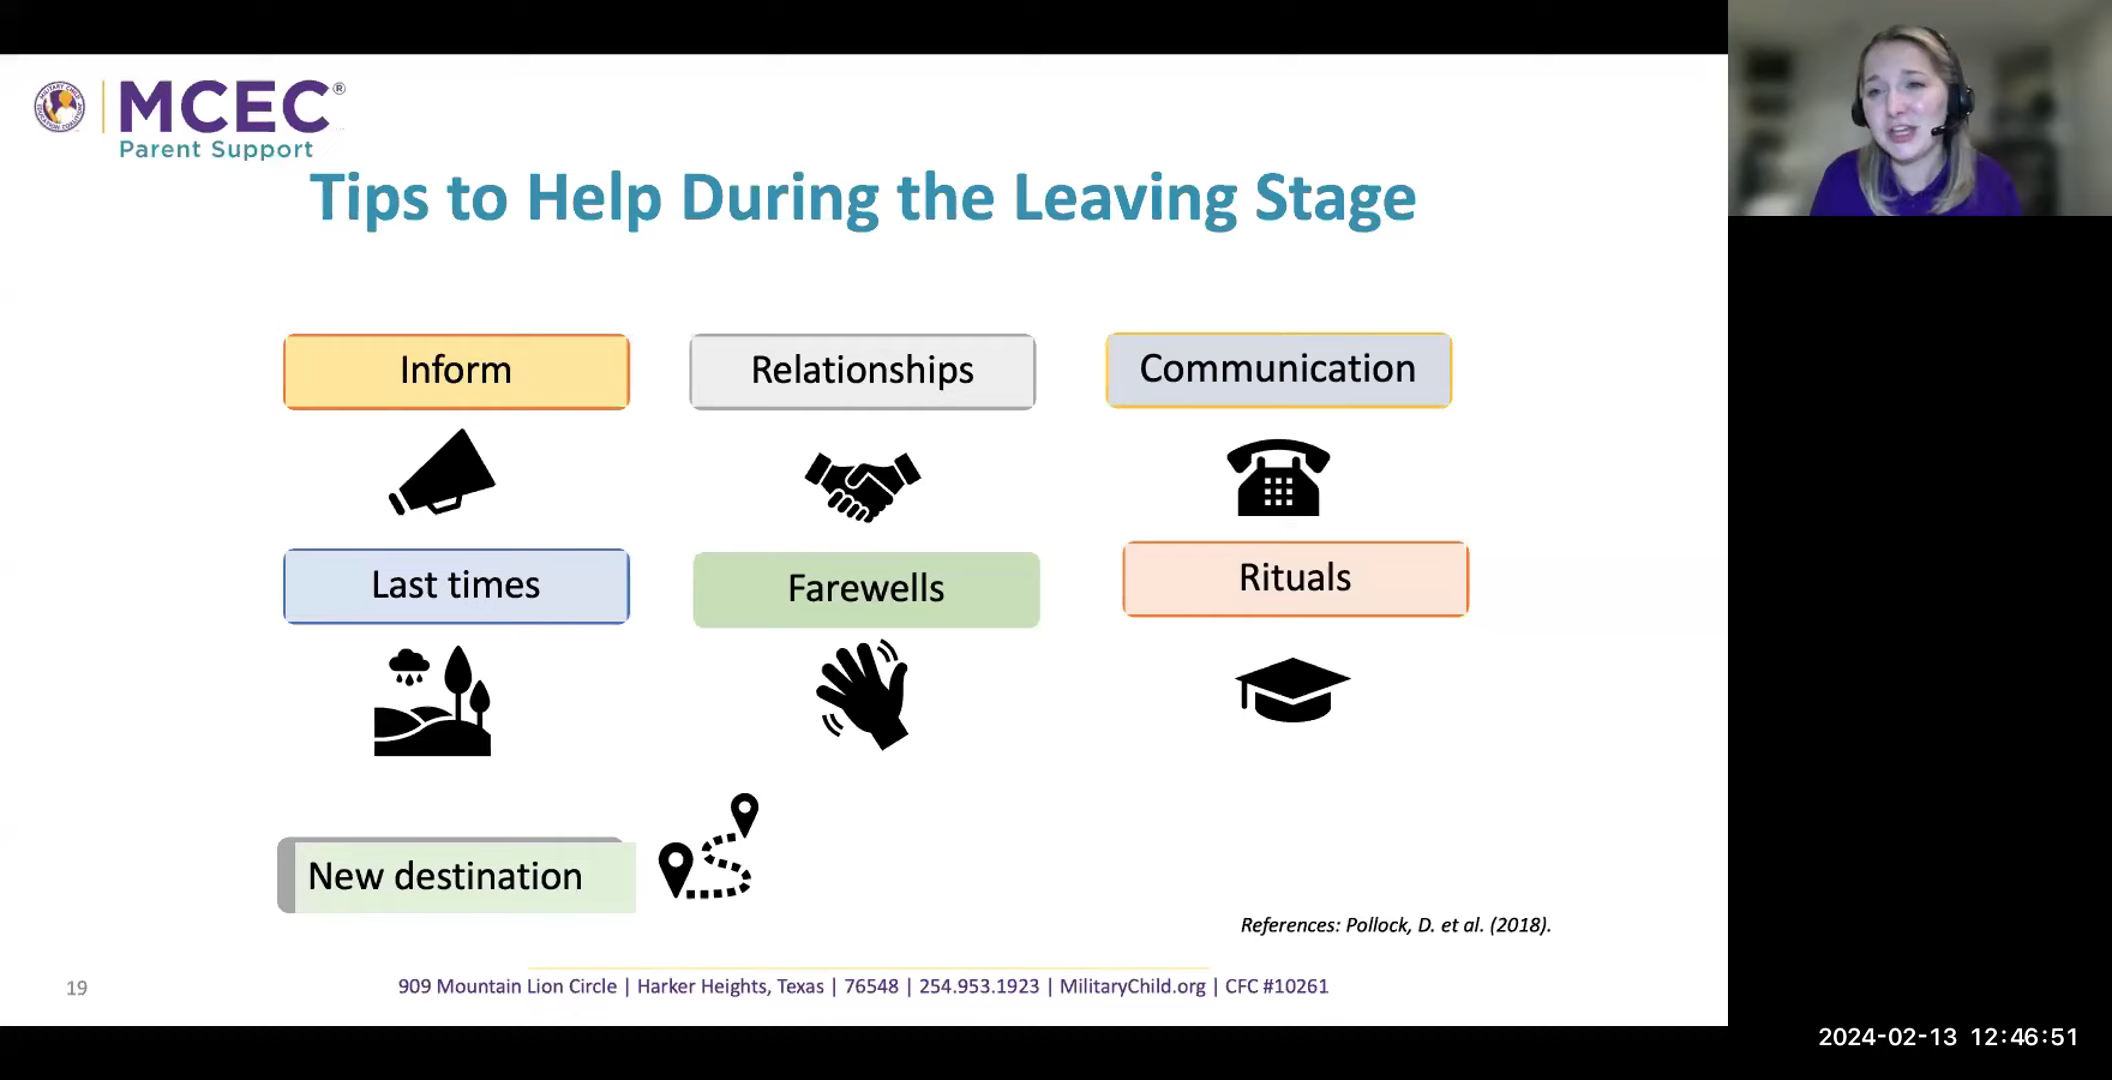 MCEC®
Parent Support
Tips to Help During the Leaving Stage
Inform
Relationships
Communication
Last times
Farewells
Rituals
New destination
References: Pollock, D. et al. (2018).
19
909 Mountain Lion Circle | Harker Heights, Texas | 76548 | 254.953.1923 | MilitaryChild.org | CFC #10261
2024-02-13 12:46:51